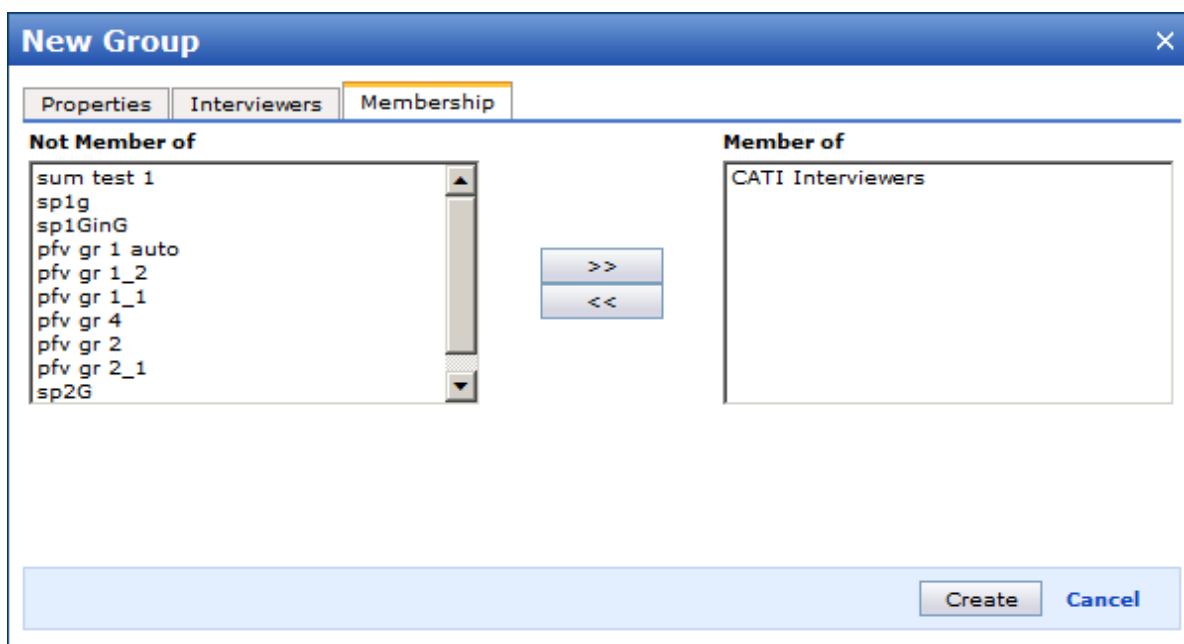 New Group
Properties Interviewers Membership
Not Member of
sum test 1
sp1g
sp1GinG
pfv gr 1 auto
pfv gr 1_2
pfv gr 1_1
pfv gr 4
pfv gr 2
pfv gr 2_1
sp2G
>>
<<
Member of
CATI Interviewers
Create Cancel